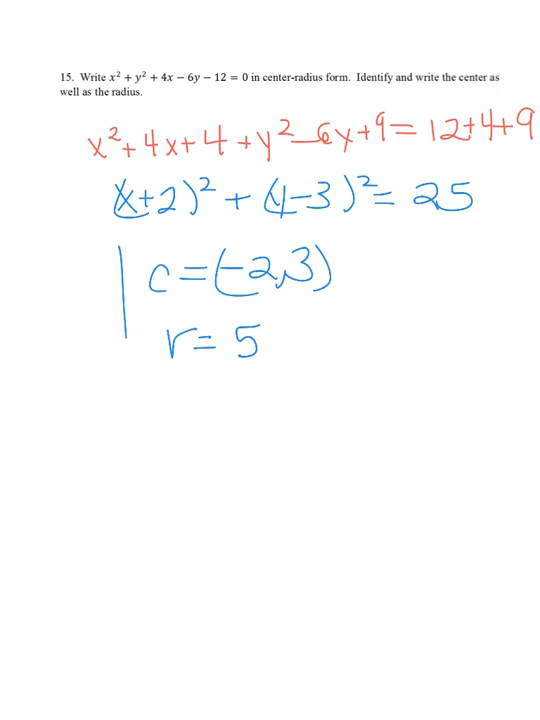 15. Write x² + y² + 4x − 6y − 12 = 0 in center-radius form. Identify and write the center as
well as the radius.
x² + 4x + 4 + y² − 6y + 9 = 12 + 4 + 9
(x + 2)² + (y − 3)² = 25
c = (−2, 3)
r = 5